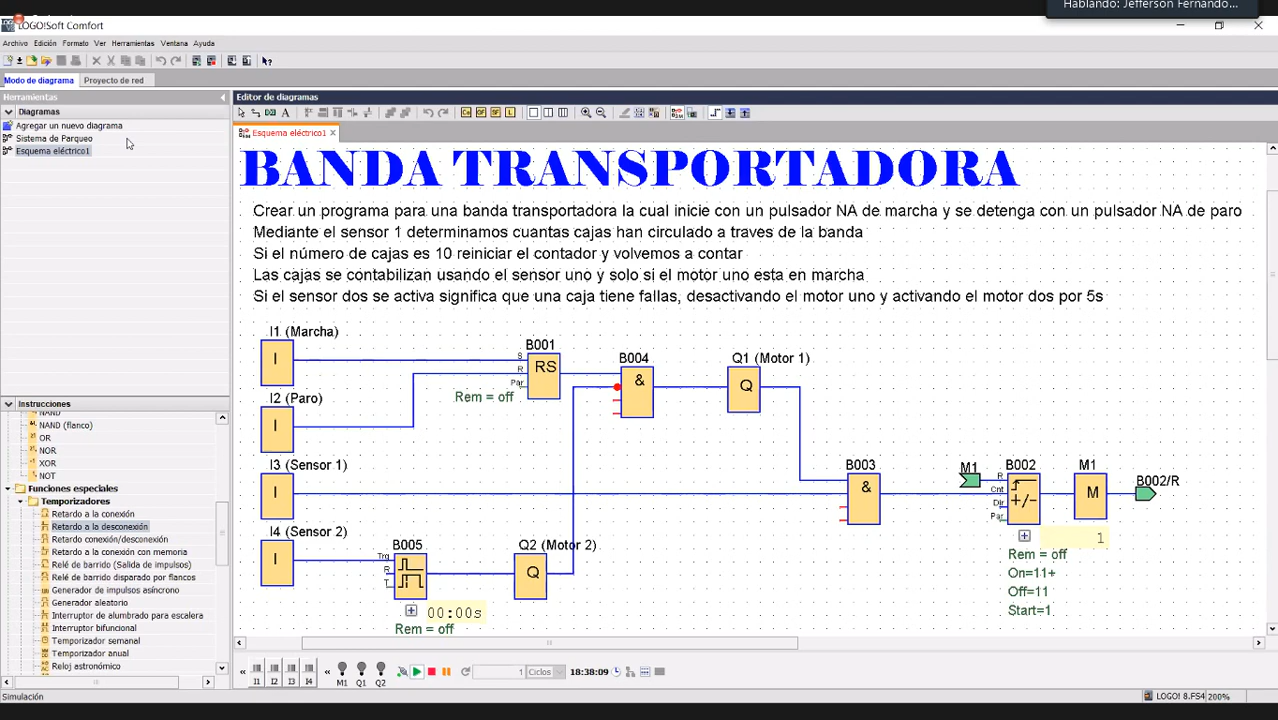 Hablando: Jefferson Fernando...
LOGO!Soft Comfort
Archivo Edición Formato Ver Herramientas Ventana Ayuda
Modo de diagrama Proyecto de red
Herramientas
Editor de diagramas
Diagramas
Agregar un nuevo diagrama
Sistema de Parqueo
Esquema eléctrico1
Esquema eléctrico1
BANDA TRANSPORTADORA
Crear un programa para una banda transportadora la cual inicie con un pulsador NA de marcha y se detenga con un pulsador NA de paro
Mediante el sensor 1 determinamos cuantas cajas han circulado a traves de la banda
Si el número de cajas es 10 reiniciar el contador y volvemos a contar
Las cajas se contabilizan usando el sensor uno y solo si el motor uno esta en marcha
Si el sensor dos se activa significa que una caja tiene fallas, desactivando el motor uno y activando el motor dos por 5s
I1 (Marcha)
I
B001
S
R
Par
RS
Rem = off
B004
&
Q1 (Motor 1)
Q
I2 (Paro)
I
I3 (Sensor 1)
I
B003
&
M1
B002
R
Cnt
Dir
Par
+/-
M1
M
B002/R
1
Rem = off
On=11+
Off=11
Start=1
I4 (Sensor 2)
I
B005
Trg
R
T
Q2 (Motor 2)
Q
00:00s
Rem = off
Instrucciones
NAND
NAND (flanco)
OR
NOR
XOR
NOT
Funciones especiales
Temporizadores
Retardo a la conexión
Retardo a la desconexión
Retardo conexión/desconexión
Retardo a la conexión con memoria
Relé de barrido (Salida de impulsos)
Relé de barrido disparado por flancos
Generador de impulsos asíncrono
Generador aleatorio
Interruptor de alumbrado para escalera
Interruptor bifuncional
Temporizador semanal
Temporizador anual
Reloj astronómico
I1 I2 I3 I4 M1 Q1 Q2 1 Ciclos 18:38:09
Simulación
LOGO! 8.FS4 200%